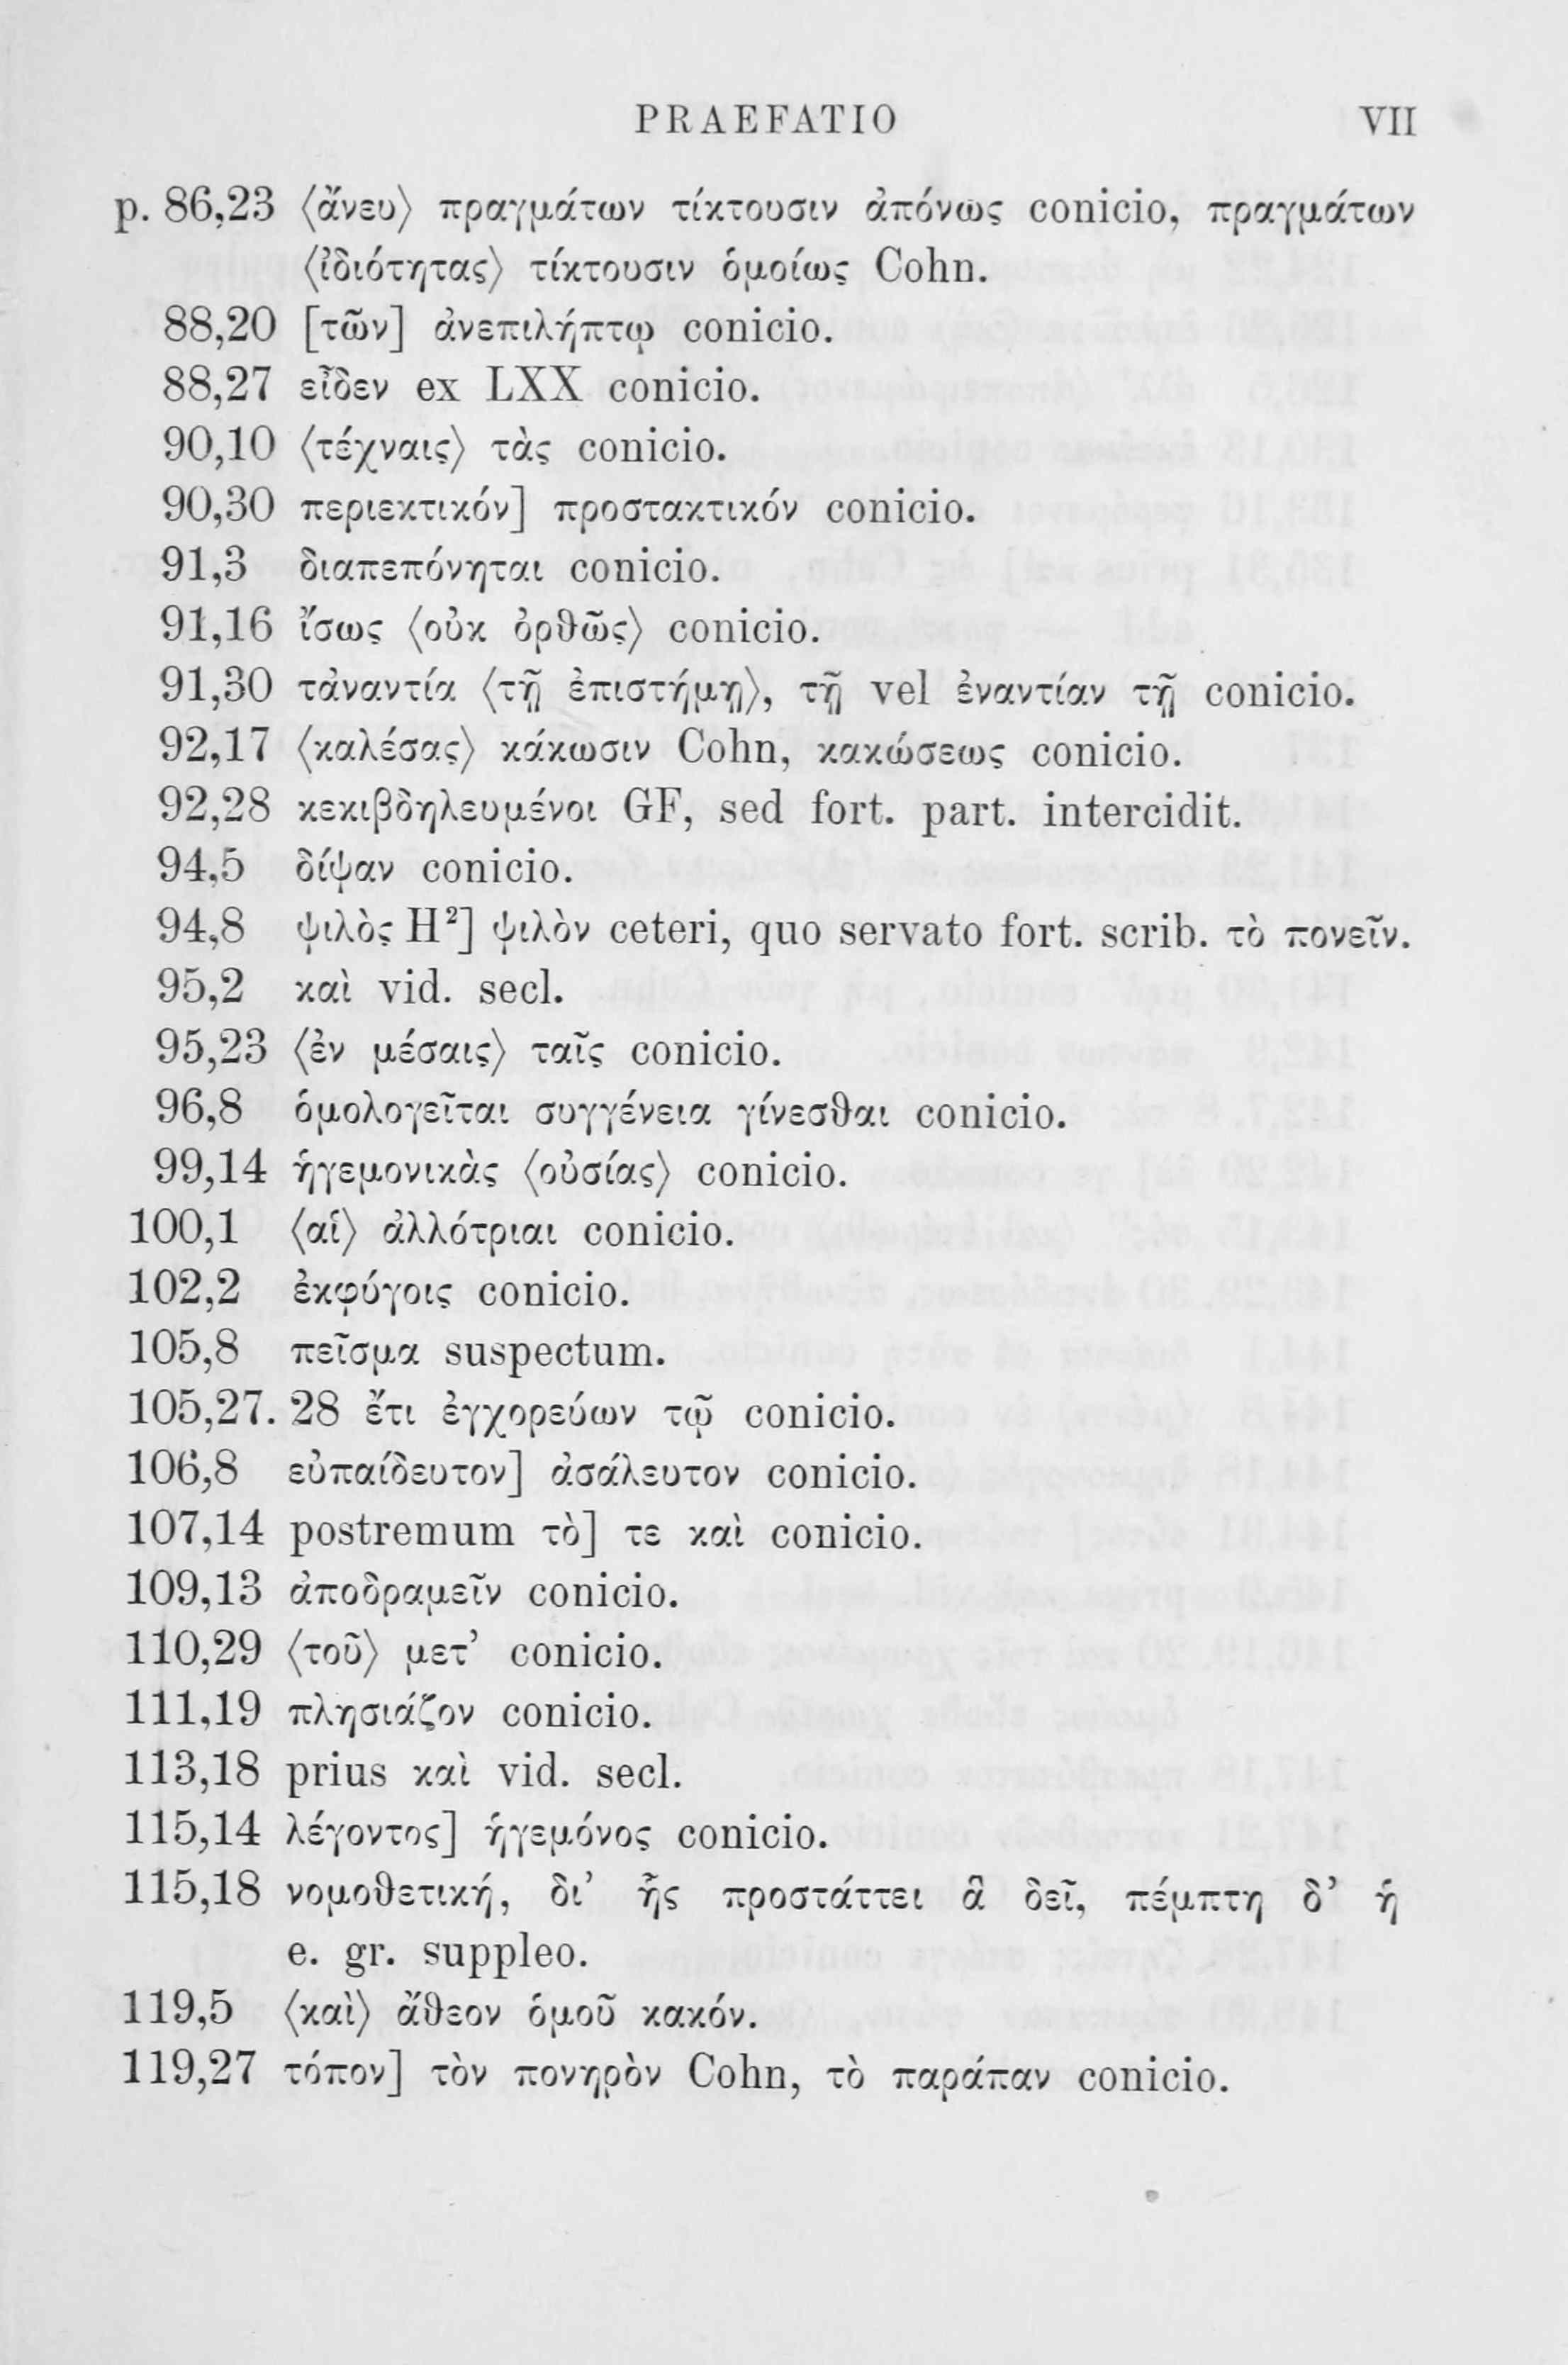 PRAEFATIO VII
p. 86,23 ⟨ἄνευ⟩ πραγμάτων τίκτουσιν ἀπόνως conicio, πραγμάτων
⟨ἰδιότητας⟩ τίκτουσιν ὁμοίως Cohn.
88,20 [τῶν] ἀνεπιλήπτῳ conicio.
88,27 εἶδεν ex LXX conicio.
90,10 ⟨τέχναις⟩ τὰς conicio.
90,30 περιεκτικόν] προστακτικόν conicio.
91,3 διαπεπόνηται conicio.
91,16 ἴσως ⟨οὐκ ὀρθῶς⟩ conicio.
91,30 τἀναντία ⟨τῇ ἐπιστήμῃ⟩, τῇ vel ἐναντίαν τῇ conicio.
92,17 ⟨καλέσας⟩ κάκωσιν Cohn, κακώσεως conicio.
92,28 κεκιβδηλευμένοι GF, sed fort. part. intercidit.
94,5 δίψαν conicio.
94,8 ψιλὸς H²] ψιλὸν ceteri, quo servato fort. scrib. τὸ πονεῖν.
95,2 καὶ vid. secl.
95,23 ⟨ἐν μέσαις⟩ ταῖς conicio.
96,8 ὁμολογεῖται συγγένεια γίνεσθαι conicio.
99,14 ἡγεμονικὰς ⟨οὐσίας⟩ conicio.
100,1 ⟨αἱ⟩ ἀλλότριαι conicio.
102,2 ἐκφύγοις conicio.
105,8 πεῖσμα suspectum.
105,27. 28 ἔτι ἐγχορεύων τῷ conicio.
106,8 εὐπαίδευτον] ἀσάλευτον conicio.
107,14 postremum τὸ] τε καὶ conicio.
109,13 ἀποδραμεῖν conicio.
110,29 ⟨τοῦ⟩ μετ’ conicio.
111,19 πλησιάζον conicio.
113,18 prius καὶ vid. secl.
115,14 λέγοντος] ἡγεμόνος conicio.
115,18 νομοθετική, δι’ ἧς προστάττει ἃ δεῖ, πέμπτη δ’ ἡ
e. gr. suppleo.
119,5 ⟨καὶ⟩ ἄθεον ὁμοῦ κακόν.
119,27 τόπον] τὸν πονηρὸν Cohn, τὸ παράπαν conicio.